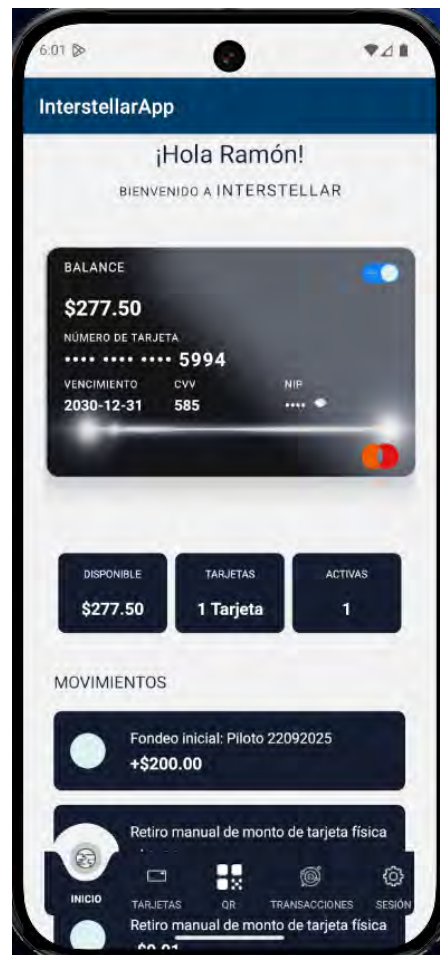 6:01
InterstellarApp
¡Hola Ramón!
BIENVENIDO A INTERSTELLAR
BALANCE
$277.50
NÚMERO DE TARJETA
•••• •••• •••• 5994
VENCIMIENTO CVV NIP
2030-12-31 585 ••••
DISPONIBLE TARJETAS ACTIVAS
$277.50 1 Tarjeta 1
MOVIMIENTOS
Fondeo inicial: Piloto 22092025
+$200.00
Retiro manual de monto de tarjeta física
INICIO TARJETAS QR TRANSACCIONES SESIÓN
Retiro manual de monto de tarjeta física